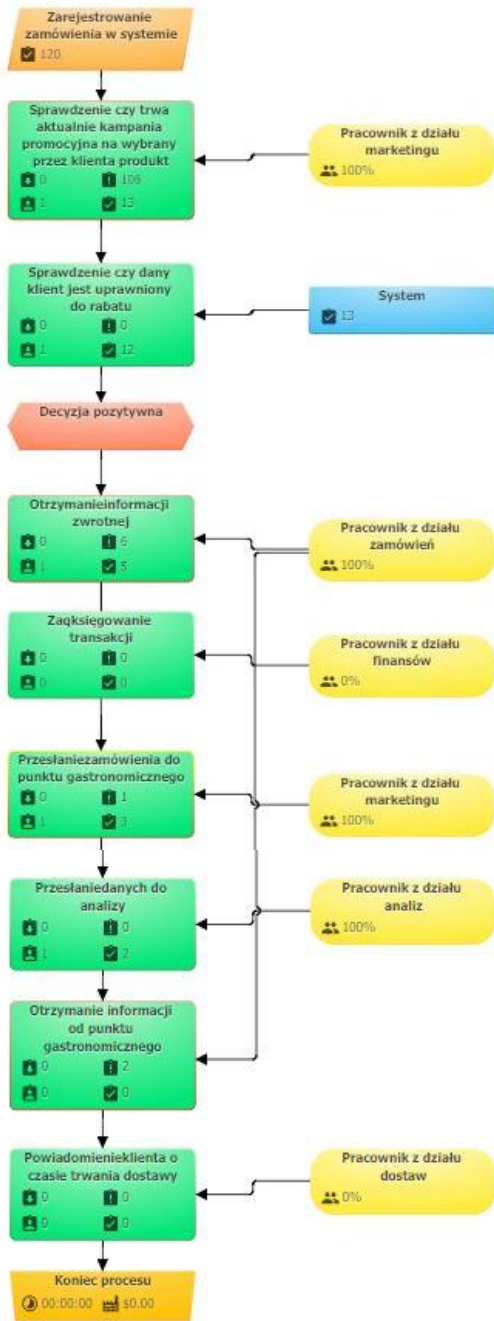 Zarejestrowanie
zamówienia w systemie
120
Sprawdzenie czy trwa
aktualnie kampania
promocyjna na wybrany
przez klienta produkt
0 106
1 13
Pracownik z działu
marketingu
100%
Sprawdzenie czy dany
klient jest uprawniony
do rabatu
0 0
1 12
System
13
Decyzja pozytywna
Otrzymanieinformacji
zwrotnej
0 6
1 5
Pracownik z działu
zamówień
100%
Zaqksięgowanie
transakcji
0 0
0 0
Pracownik z działu
finansów
0%
Przesłaniezamówienia do
punktu gastronomicznego
0 1
1 3
Pracownik z działu
marketingu
100%
Przesłaniedanych do
analizy
0 0
1 2
Pracownik z działu
analiz
100%
Otrzymanie informacji
od punktu
gastronomicznego
0 2
0 0
Powiadomienieklienta o
czasie trwania dostawy
0 0
0 0
Pracownik z działu
dostaw
0%
Koniec procesu
00:00:00 $0.00